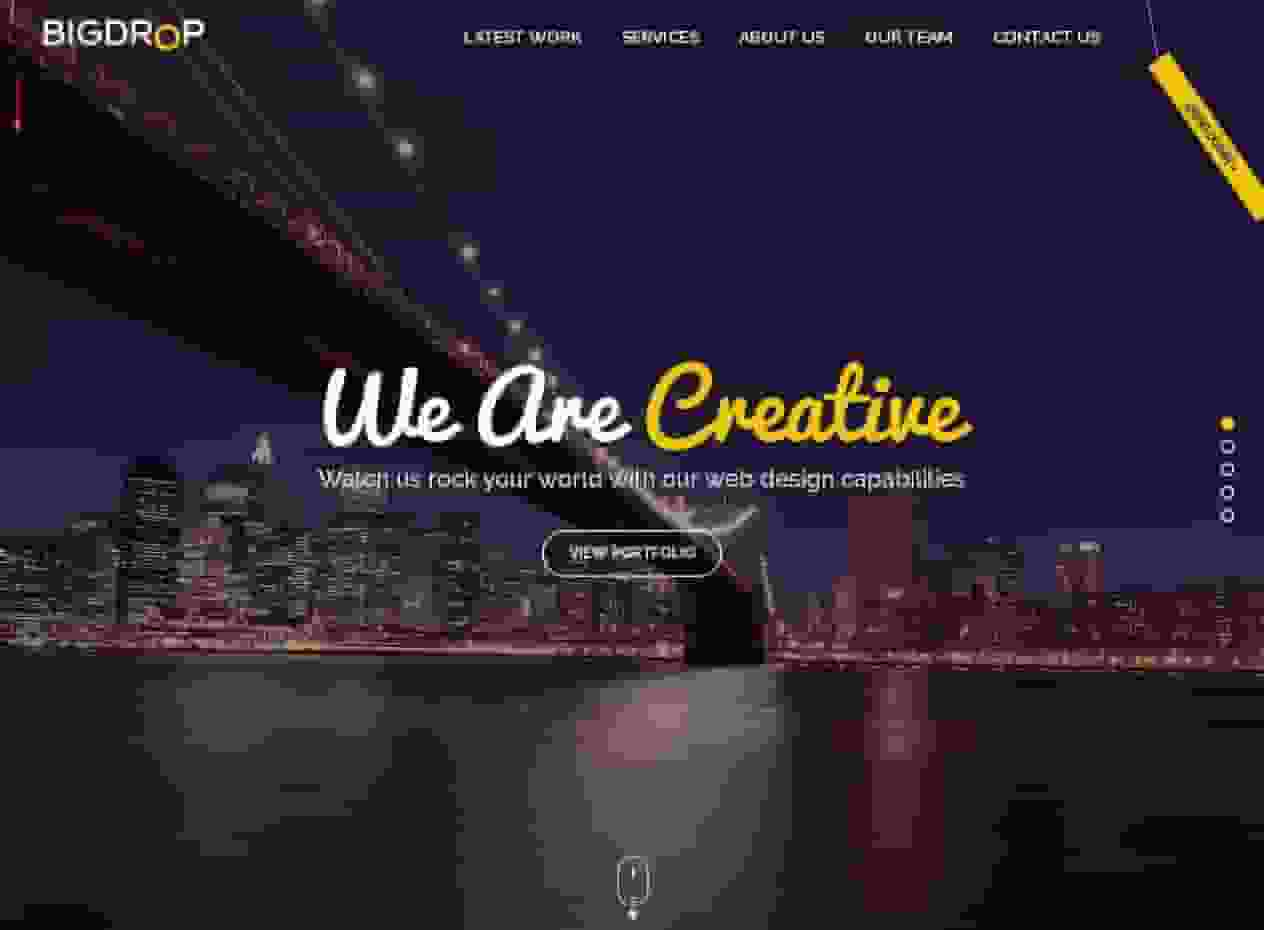 BIGDROP
LATEST WORK SERVICES ABOUT US OUR TEAM CONTACT US
We Are Creative
Watch us rock your world with our web design capabilities
VIEW PORTFOLIO